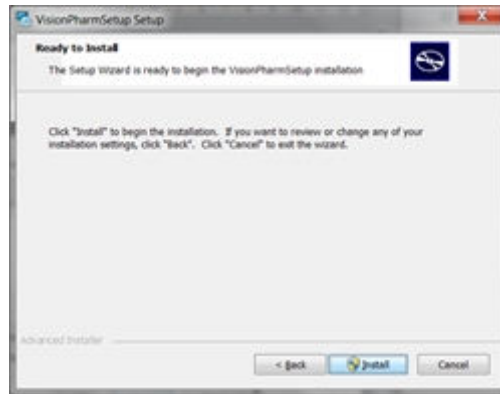 VisionPharmSetup Setup
Ready to Install
The Setup Wizard is ready to begin the VisionPharmSetup installation
Click "Install" to begin the installation. If you want to review or change any of your
installation settings, click "Back". Click "Cancel" to exit the wizard.
Advanced Installer
< Back Install Cancel